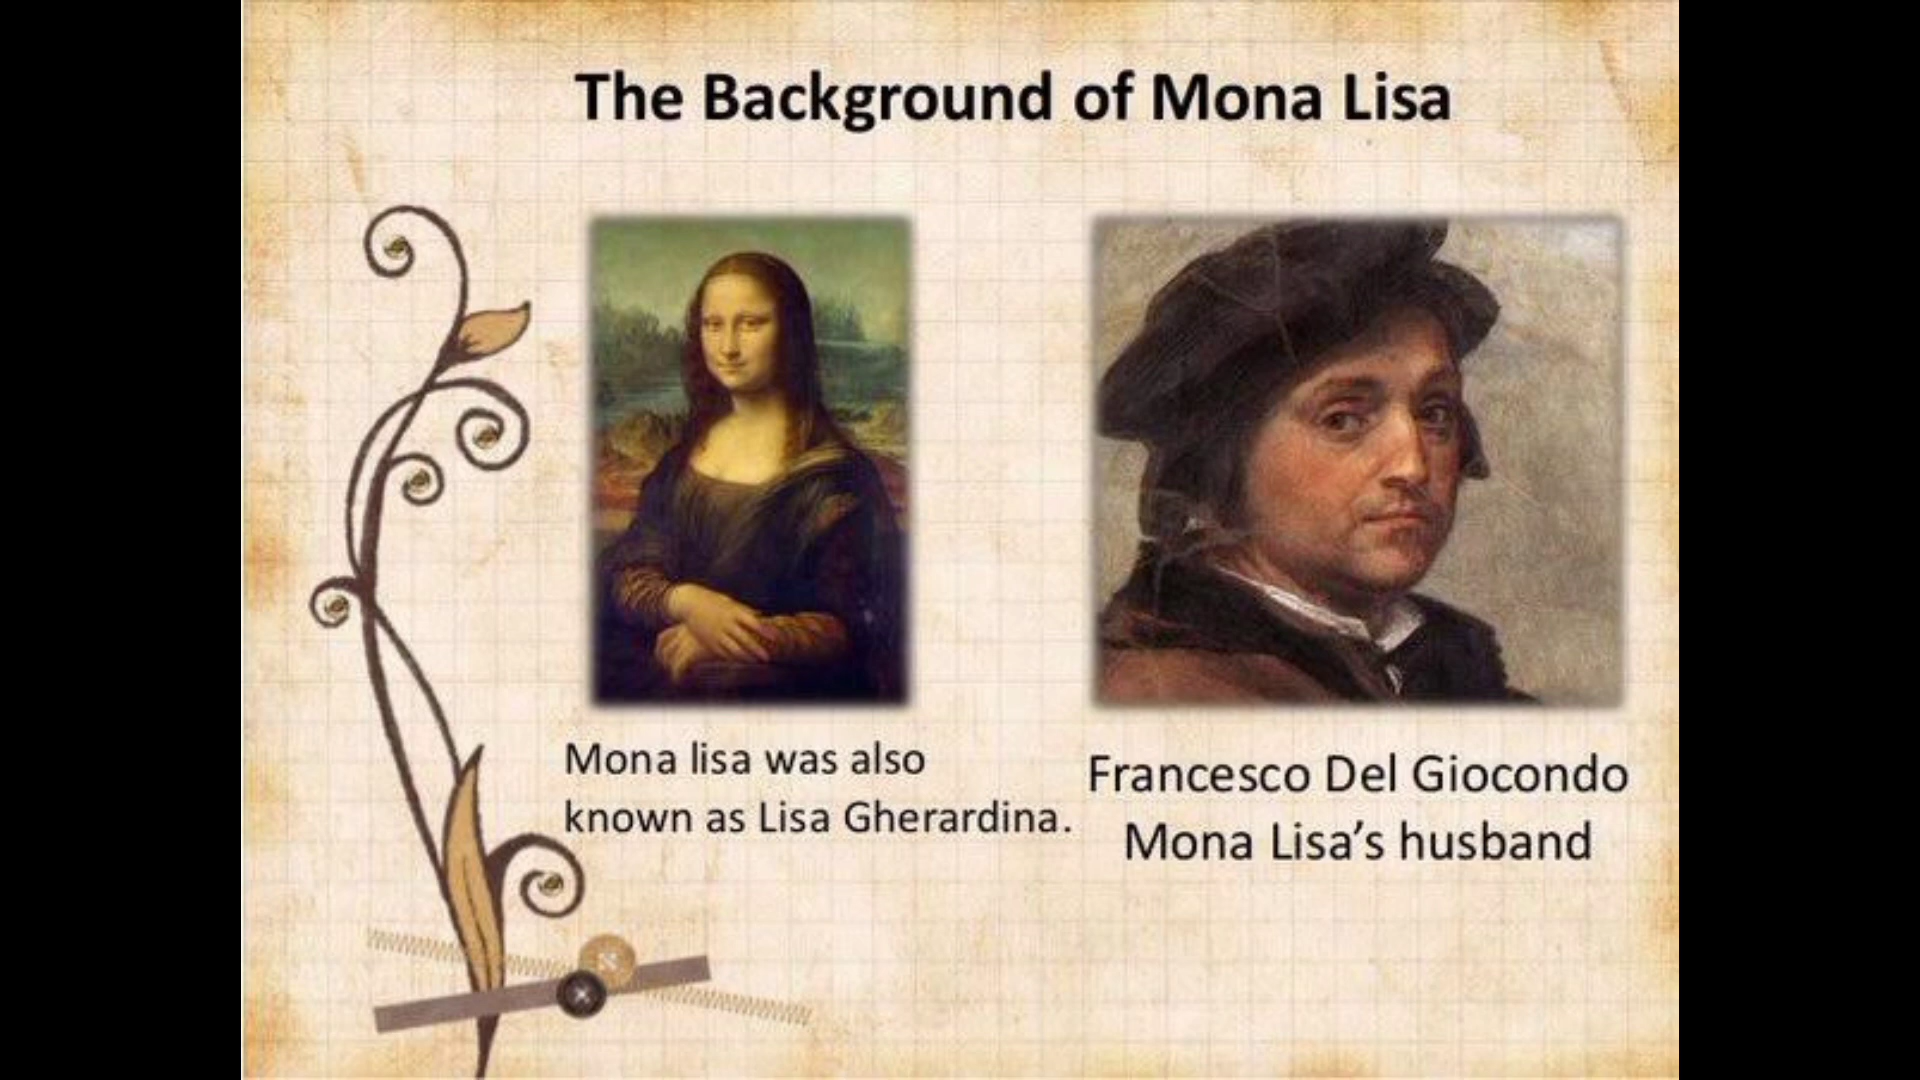 The Background of Mona Lisa
Mona lisa was also
known as Lisa Gherardina.
Francesco Del Giocondo
Mona Lisa’s husband